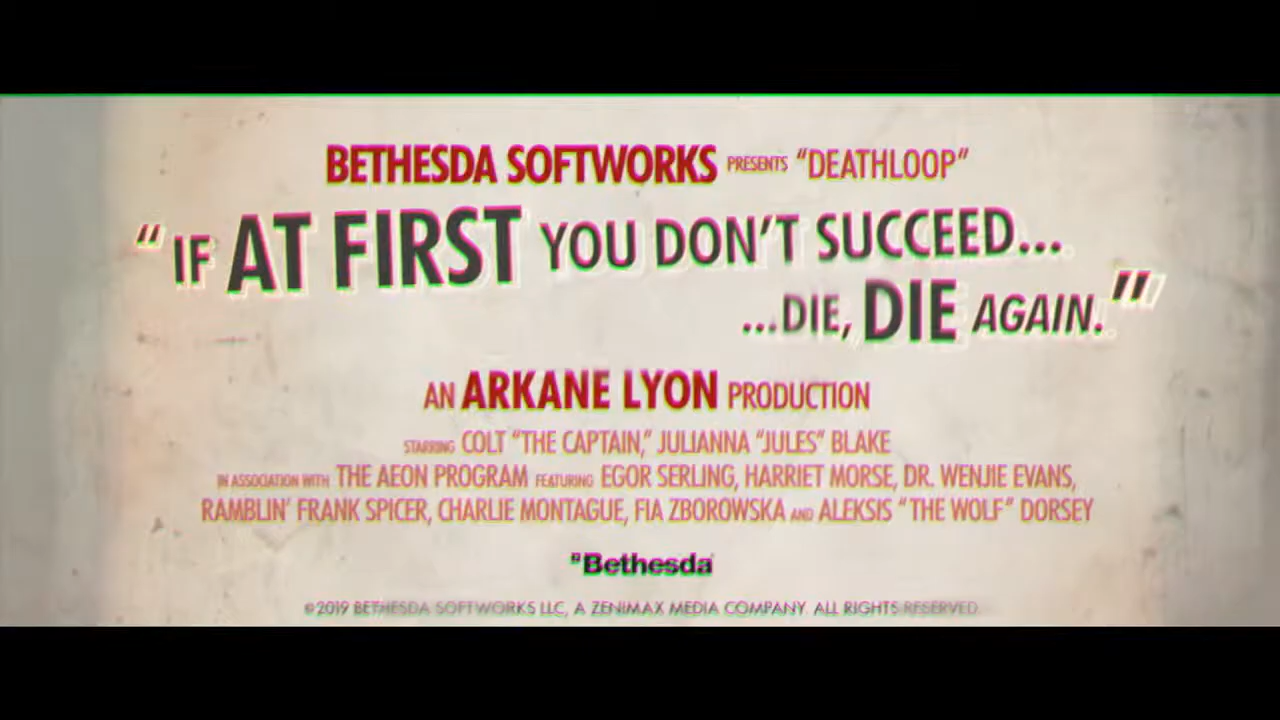 BETHESDA SOFTWORKS PRESENTS “DEATHLOOP”
“IF AT FIRST YOU DON’T SUCCEED...
...DIE, DIE AGAIN.”
AN ARKANE LYON PRODUCTION
STARRING COLT “THE CAPTAIN,” JULIANNA “JULES” BLAKE
IN ASSOCIATION WITH THE AEON PROGRAM FEATURING EGOR SERLING, HARRIET MORSE, DR. WENJIE EVANS,
RAMBLIN’ FRANK SPICER, CHARLIE MONTAGUE, FIA ZBOROWSKA AND ALEKSIS “THE WOLF” DORSEY
Bethesda
©2019 BETHESDA SOFTWORKS LLC, A ZENIMAX MEDIA COMPANY. ALL RIGHTS RESERVED.